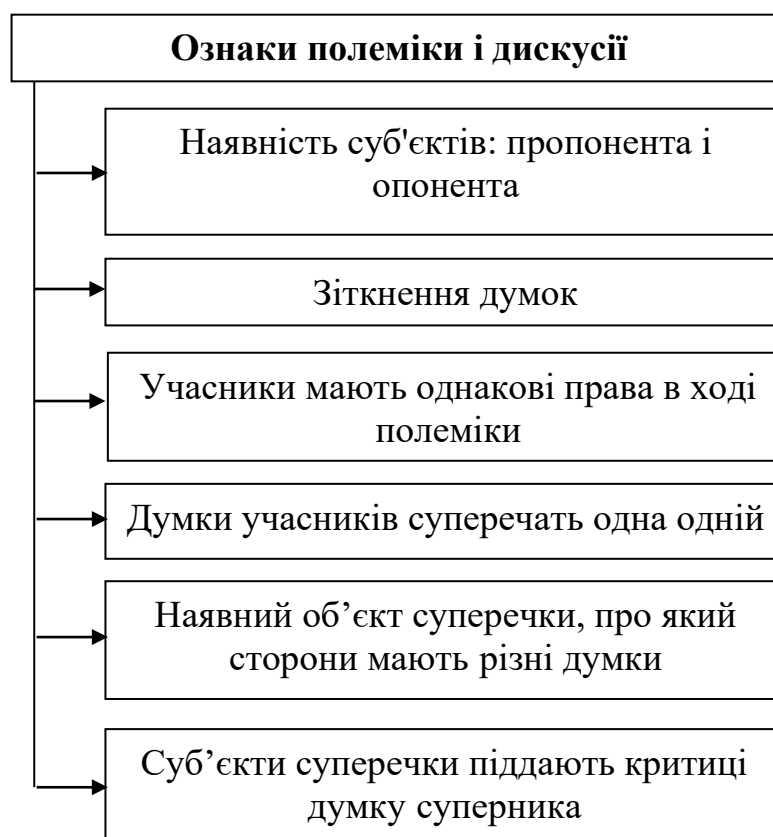 Ознаки полеміки і дискусії
Наявність суб'єктів: пропонента і
опонента
Зіткнення думок
Учасники мають однакові права в ході
полеміки
Думки учасників суперечать одна одній
Наявний об’єкт суперечки, про який
сторони мають різні думки
Суб’єкти суперечки піддають критиці
думку суперника